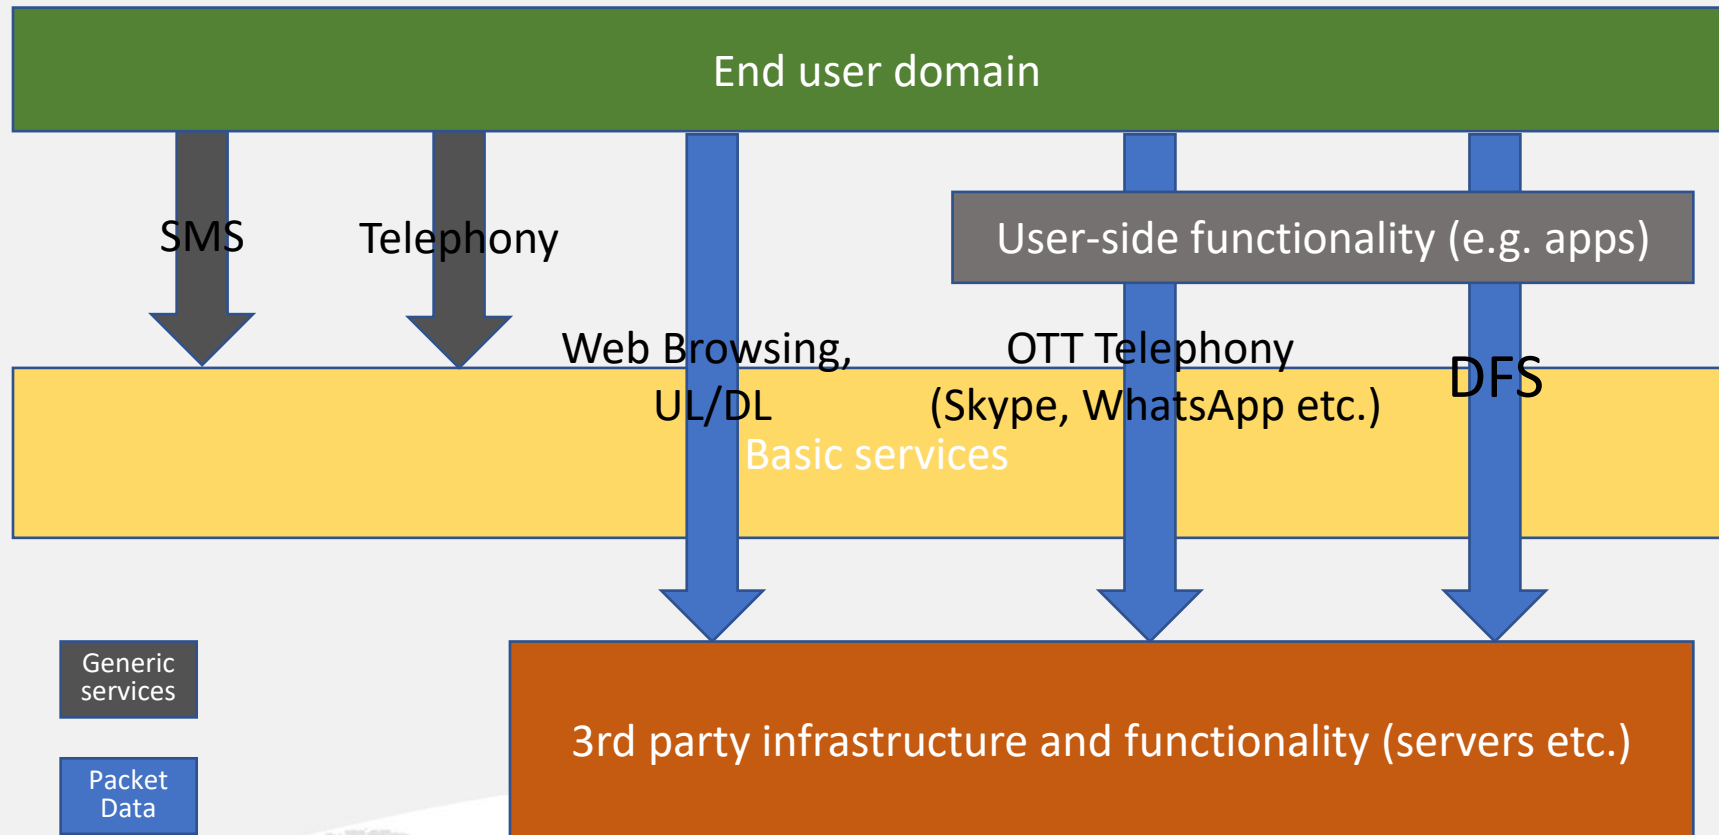 End user domain
SMS
Telephony
User-side functionality (e.g. apps)
Web Browsing,
UL/DL
OTT Telephony
(Skype, WhatsApp etc.)
DFS
Basic services
Generic
services
3rd party infrastructure and functionality (servers etc.)
Packet
Data